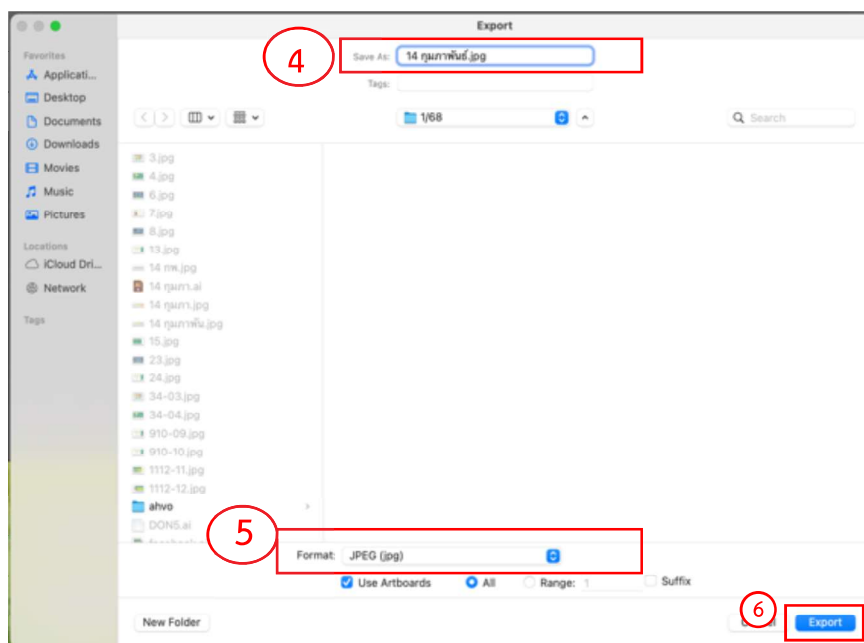 Export
4
Save As: 14 กุมภาพันธ์.jpg
Tags:
Favorites
Applicati...
Desktop
Documents
Downloads
Movies
Music
Pictures
Locations
iCloud Dri...
Network
Tags
1/68
Search
3.jpg
4.jpg
6.jpg
7.jpg
8.jpg
13.jpg
14 กพ.jpg
14 กุมภา.ai
14 กุมภา.jpg
14 กุมภาพัน.jpg
15.jpg
23.jpg
24.jpg
34-03.jpg
34-04.jpg
910-09.jpg
910-10.jpg
1112-11.jpg
1112-12.jpg
ahvo
DON5.ai
5
Format: JPEG (jpg)
Use Artboards All Range: 1 Suffix
6
New Folder
Export